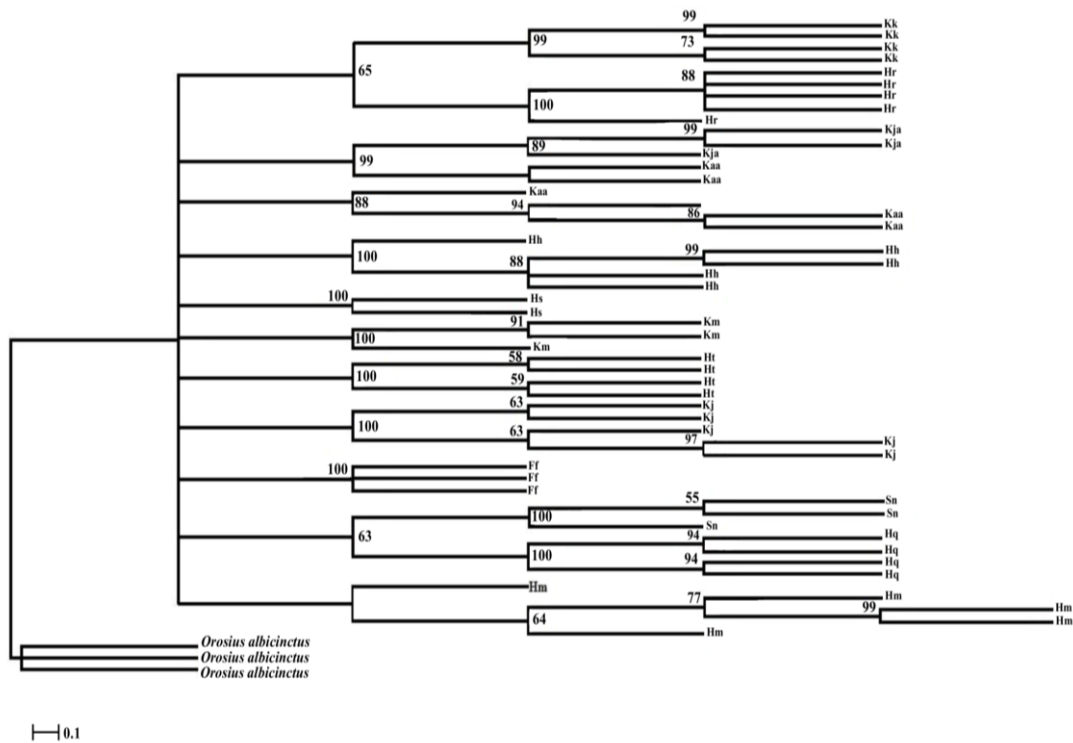 99
Kk
Kk
99
73
Kk
Kk
65
88
Hr
Hr
Hr
Hr
100
Hr
99
Kja
Kja
89
Kja
99
Kaa
Kaa
Kaa
88
94
86
Kaa
Kaa
Hh
99
Hh
Hh
100
88
Hh
Hh
100
Hs
Hs
91
Km
Km
100
Km
58
Ht
Ht
100
59
Ht
Ht
63
Kj
Kj
100
63
Kj
97
Kj
Kj
100
Ff
Ff
Ff
55
Sn
Sn
100
Sn
63
94
Hq
Hq
100
94
Hq
Hq
Hm
77
Hm
99
Hm
Hm
64
Hm
Orosius albicinctus
Orosius albicinctus
Orosius albicinctus
0.1